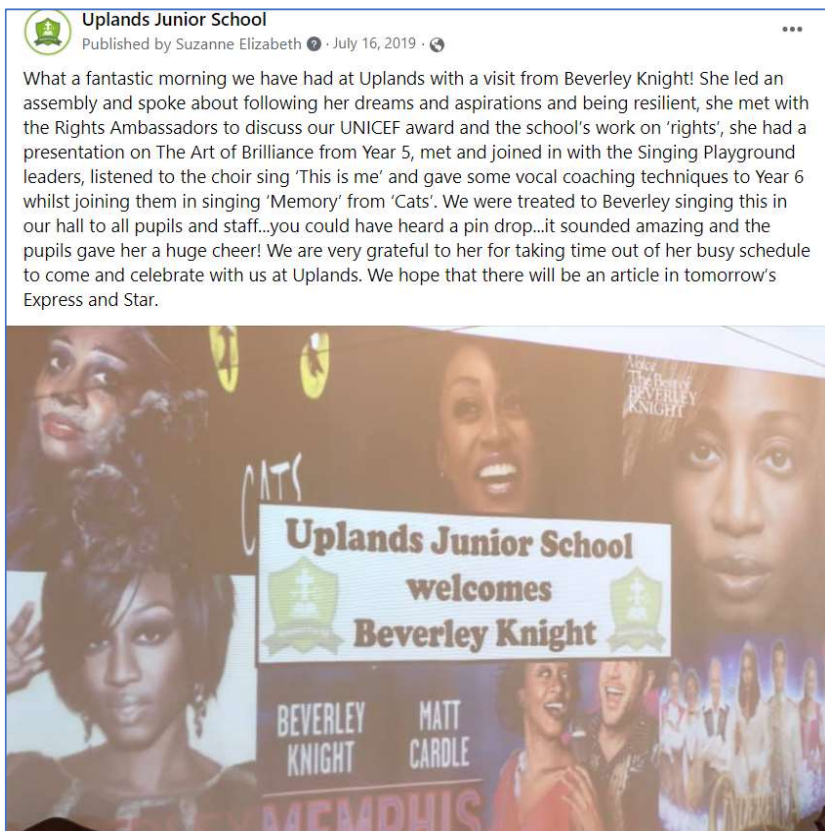 Uplands Junior School
Published by Suzanne Elizabeth · July 16, 2019 ·
What a fantastic morning we have had at Uplands with a visit from Beverley Knight! She led an
assembly and spoke about following her dreams and aspirations and being resilient, she met with
the Rights Ambassadors to discuss our UNICEF award and the school's work on 'rights', she had a
presentation on The Art of Brilliance from Year 5, met and joined in with the Singing Playground
leaders, listened to the choir sing 'This is me' and gave some vocal coaching techniques to Year 6
whilst joining them in singing 'Memory' from 'Cats'. We were treated to Beverley singing this in
our hall to all pupils and staff...you could have heard a pin drop...it sounded amazing and the
pupils gave her a huge cheer! We are very grateful to her for taking time out of her busy schedule
to come and celebrate with us at Uplands. We hope that there will be an article in tomorrow's
Express and Star.
Voice
The Best of
BEVERLEY
KNIGHT
CATS
Uplands Junior School
welcomes
Beverley Knight
BEVERLEY
KNIGHT
MATT
CARDLE
MEMPHIS